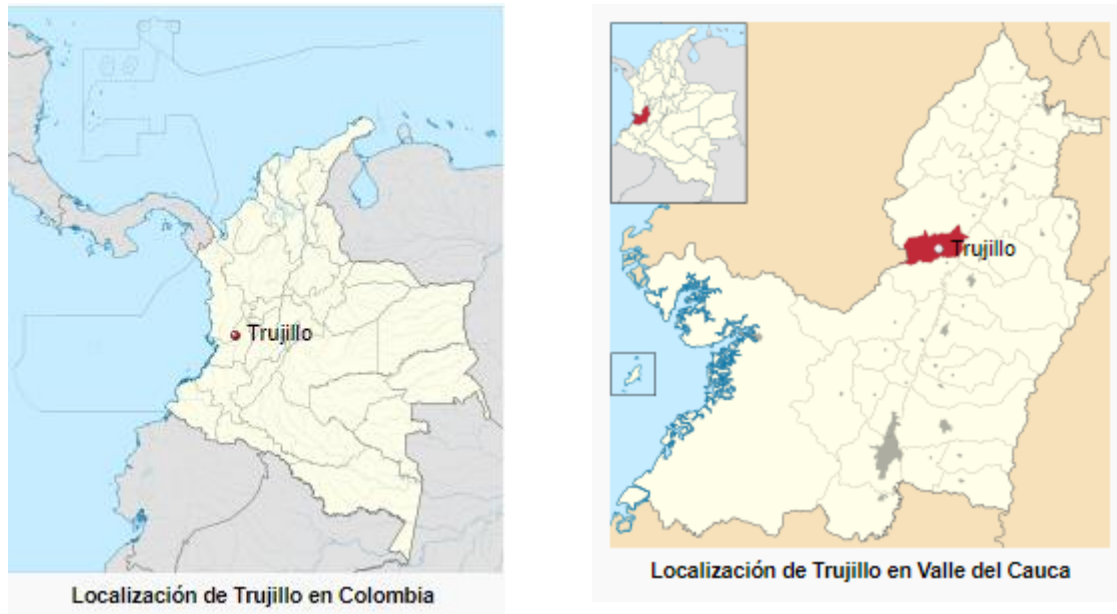 Trujillo
Localización de Trujillo en Colombia
Trujillo
Localización de Trujillo en Valle del Cauca